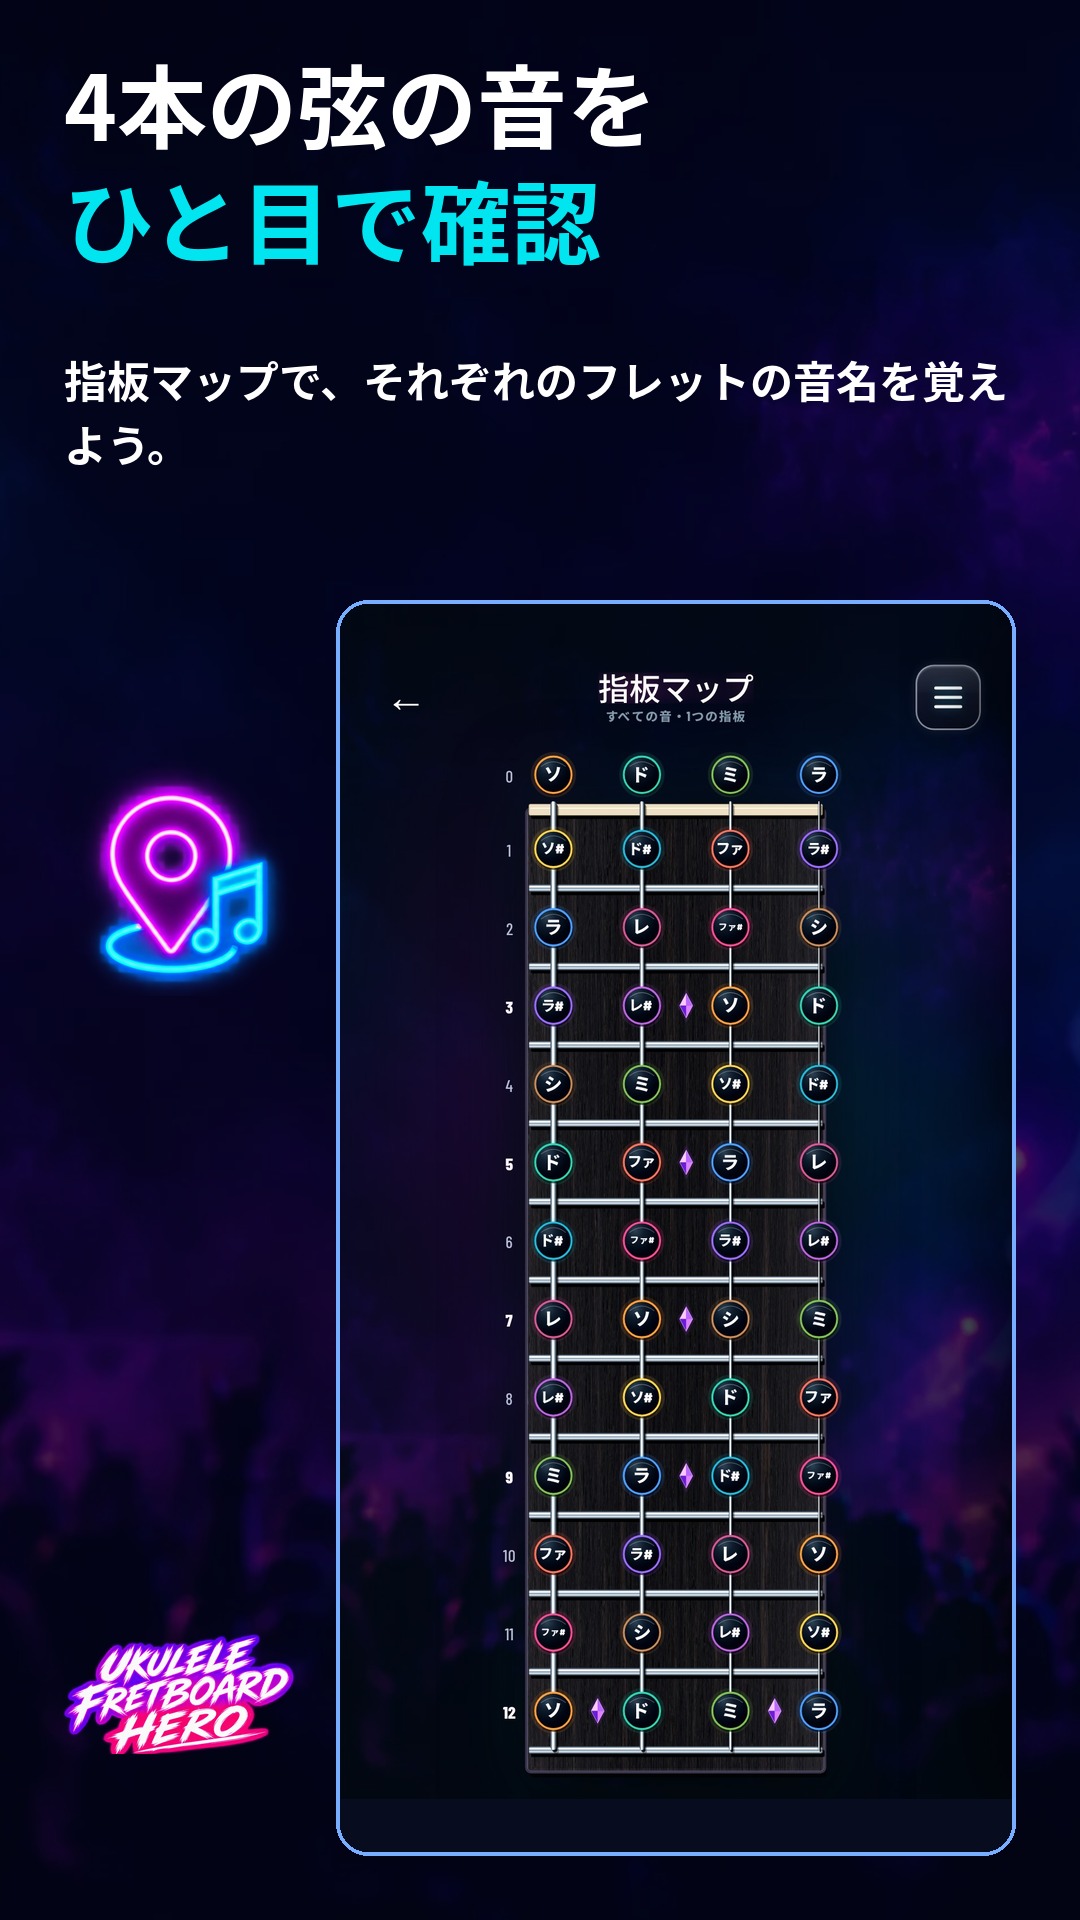 4本の弦の音を
ひと目で確認
指板マップで、それぞれのフレットの音名を覚え
よう。
← 指板マップ
すべての音・1つの指板
0 ソ ド ミ ラ
1 ソ# ド# ファ ラ#
2 ラ レ ファ# シ
3 ラ# レ# ソ ド
4 シ ミ ソ# ド#
5 ド ファ ラ レ
6 ド# ファ# ラ# レ#
7 レ ソ シ ミ
8 レ# ソ# ド ファ
9 ミ ラ ド# ファ#
10 ファ ラ# レ ソ
11 ファ# シ レ# ソ#
12 ソ ド ミ ラ
UKULELE
FRETBOARD
HERO